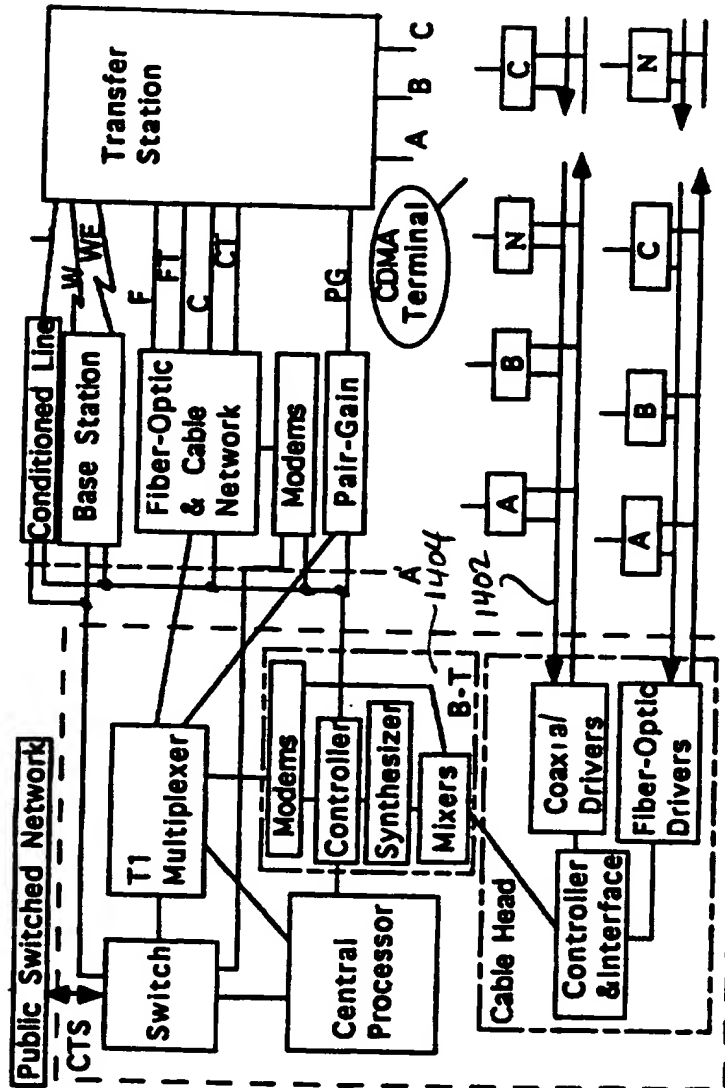 Public Switched Network
CTS
Switch
T1
Multiplexer
Central
Processor
Modems
Controller
Synthesizer
Mixers
B-T
1404
A'
Conditioned Line
Base Station
Fiber-Optic
& Cable
Network
Modems
Pair-Gain
W
WF
F
FT
C
CT
PG
Transfer
Station
A
B
C
CDMA
Terminal
Cable Head
Controller
& Interface
Coaxial/
Drivers
Fiber-Optic
Drivers
1402
A
B
N
C
A
B
C
N